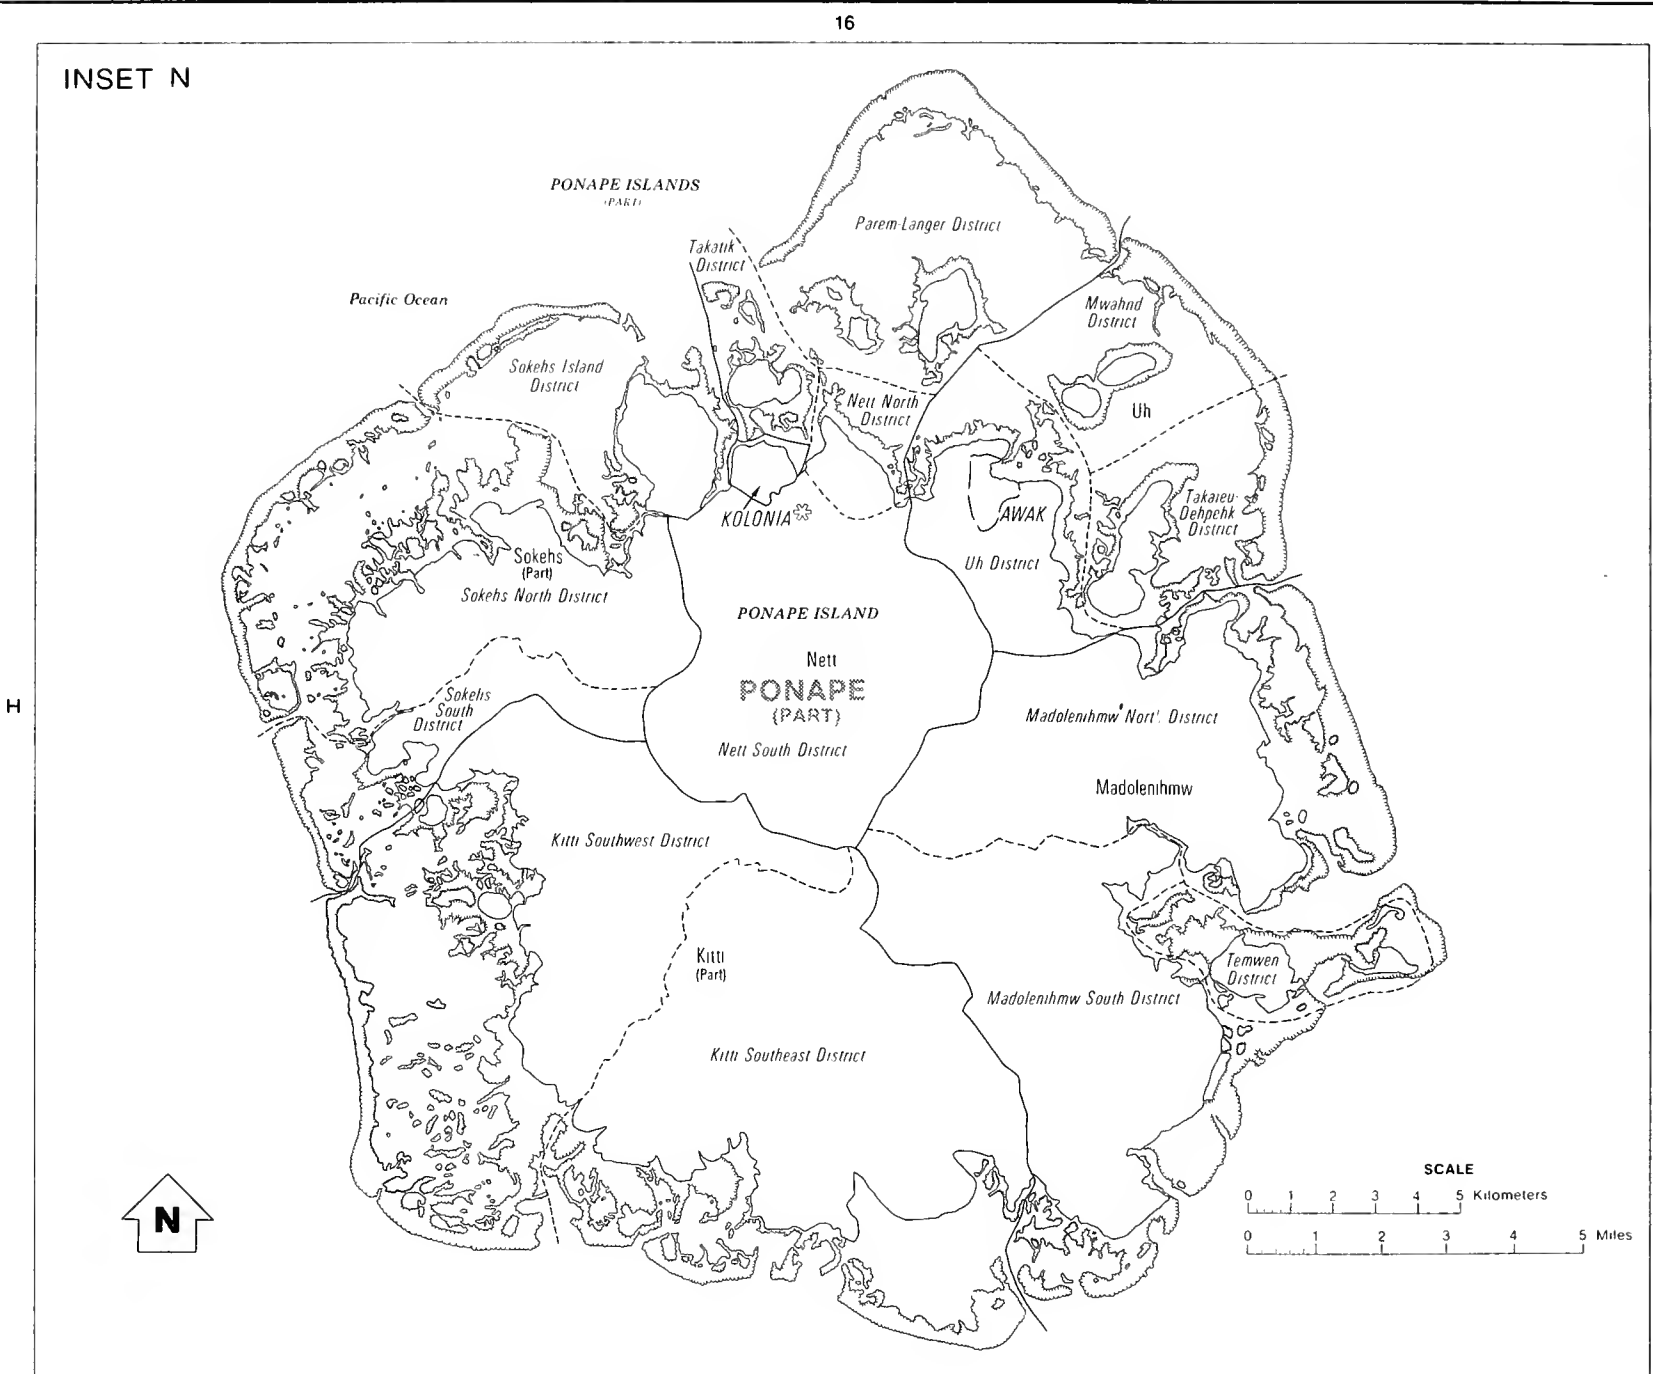 16
INSET N
PONAPE ISLANDS
(PART)
Parem-Langer District
Takatik
District
Pacific Ocean
Mwahnd
District
Sokehs Island
District
Nett North
District
Uh
KOLONIA
AWAK
Takaieu-
Dehpehk
District
Sokehs
(Part)
Uh District
Sokehs North District
PONAPE ISLAND
Nett
PONAPE
(PART)
Sokehs
South
District
H
Madolenihmw Nort'. District
Nett South District
Madolenihmw
Kitti Southwest District
Kitti
(Part)
Temwen
District
Madolenihmw South District
Kitti Southeast District
N
SCALE
0 1 2 3 4 5 Kilometers
0 1 2 3 4 5 Miles